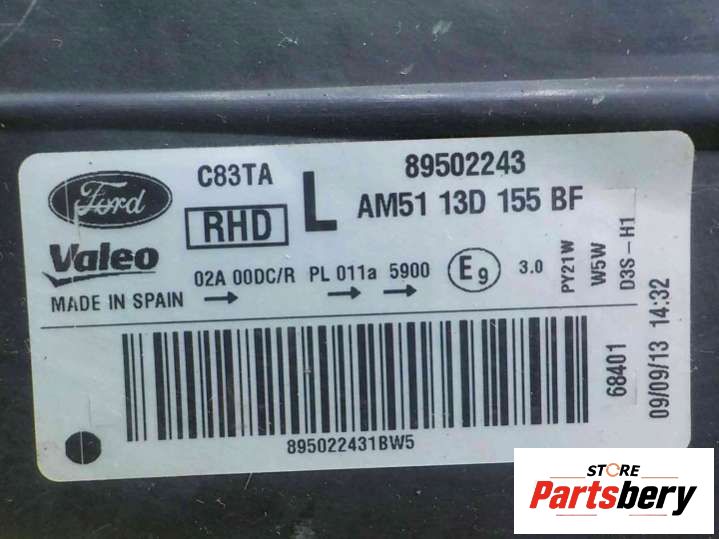 Ford
C83TA
89502243
RHD
L
AM51 13D 155 BF
Valeo
MADE IN SPAIN
02A 00DC/R PL 011a 5900
→ → →
E9
3.0
PY21W
W5W
D3S-H1
68401
09/09/13 14:32
895022431BW5
STORE
Partsbery